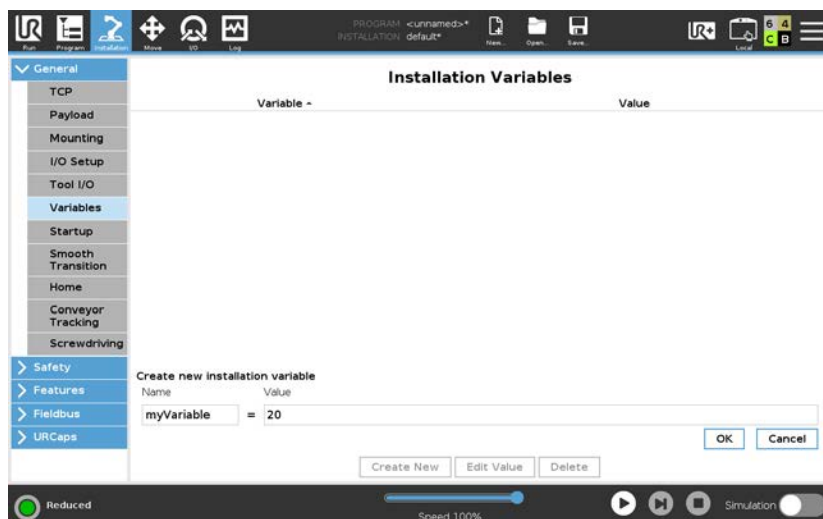 UR
Run
Program
Installation
Move
I/O
Log
PROGRAM <unnamed>*
INSTALLATION default*
New...
Open...
Save...
UR+
Local
6 4
C B
General
TCP
Payload
Mounting
I/O Setup
Tool I/O
Variables
Startup
Smooth
Transition
Home
Conveyor
Tracking
Screwdriving
Safety
Features
Fieldbus
URCaps
Installation Variables
Variable Value
Create new installation variable
Name Value
myVariable = 20
OK Cancel
Create New Edit Value Delete
Reduced
Speed 100%
Simulation